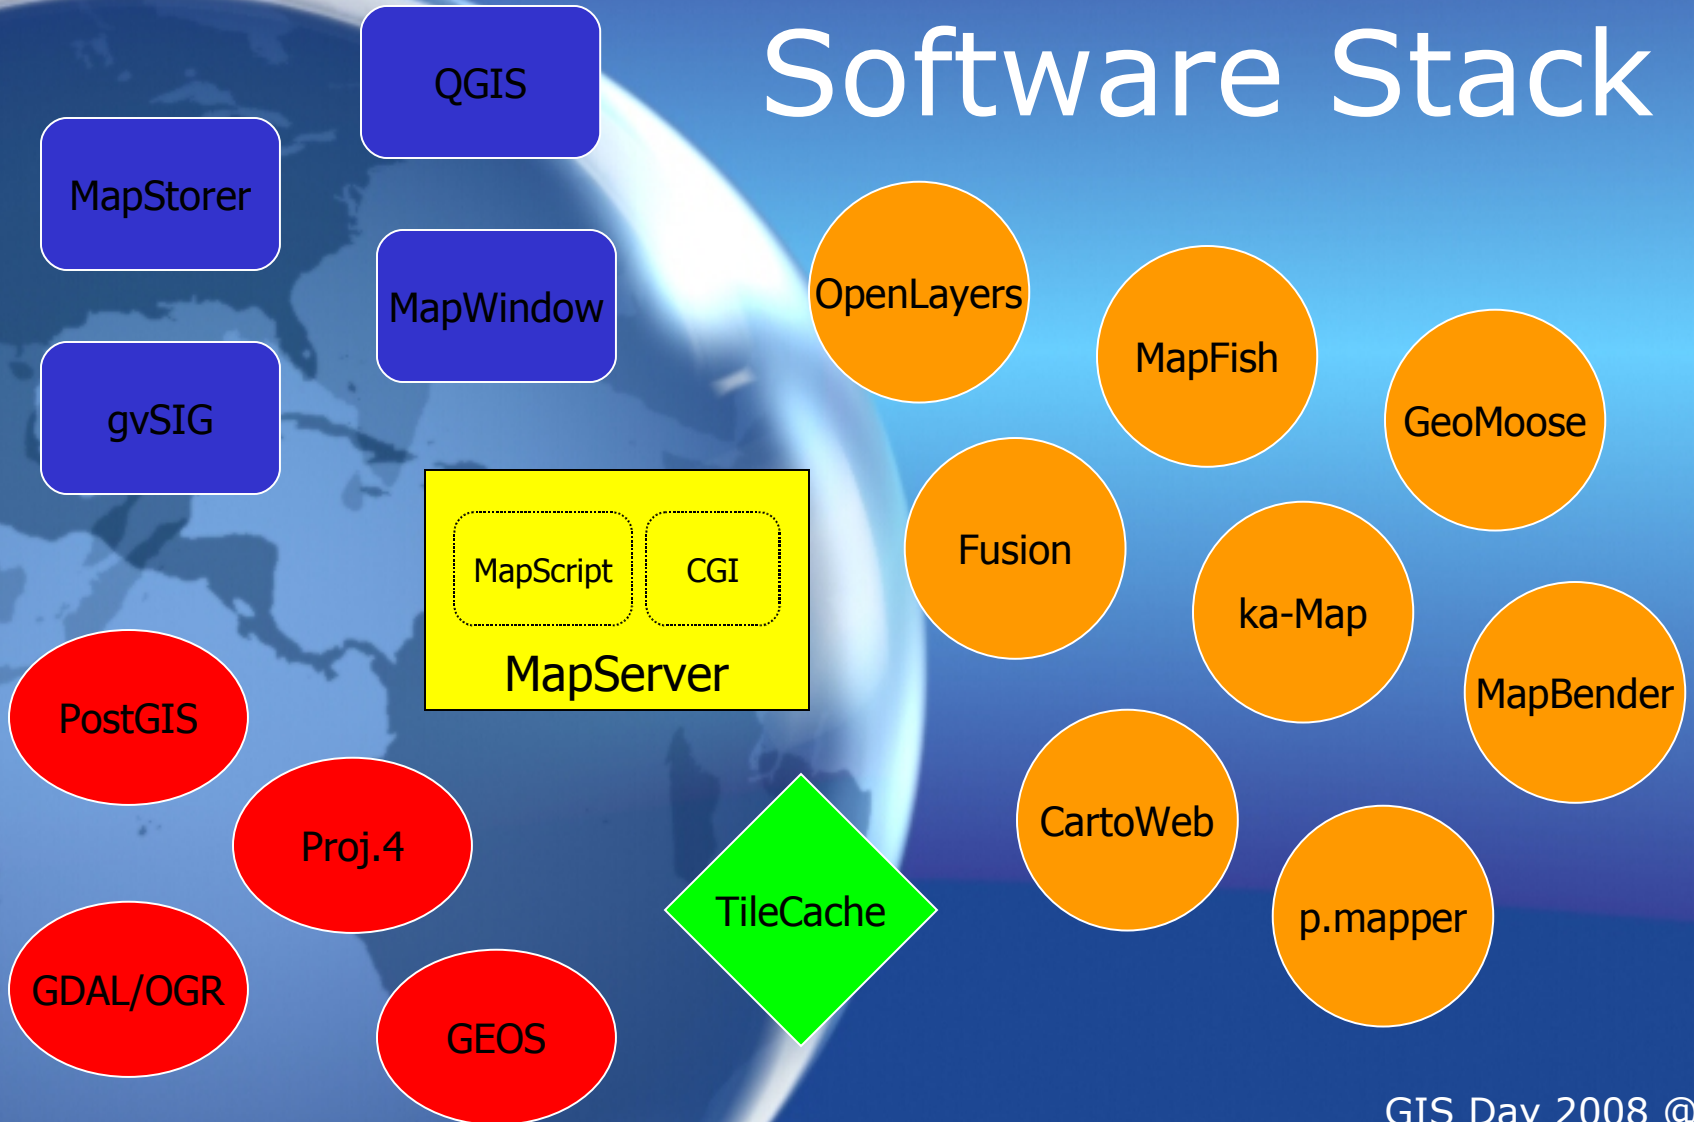 Software Stack
QGIS
MapStorer
MapWindow
gvSIG
OpenLayers
MapFish
GeoMoose
Fusion
ka-Map
MapBender
CartoWeb
p.mapper
MapScript
CGI
MapServer
PostGIS
Proj.4
GDAL/OGR
GEOS
TileCache
GIS Day 2008 @